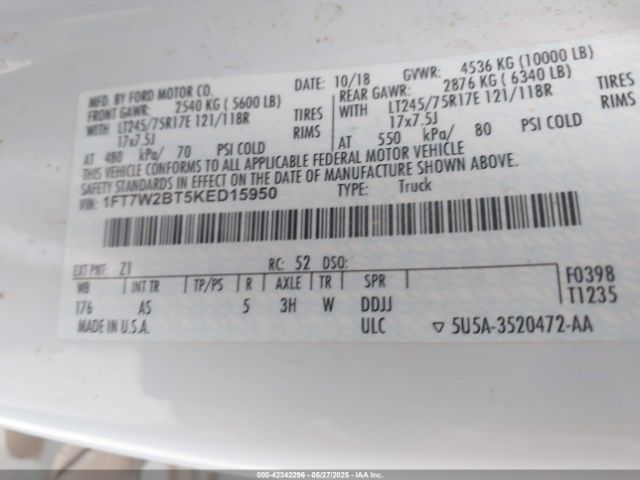 MFD. BY FORD MOTOR CO.
DATE: 10/18 GVWR: 4536 KG (10000 LB)
FRONT GAWR: 2540 KG ( 5600 LB) REAR GAWR: 2876 KG ( 6340 LB)
WITH LT245/75R17E 121/118R TIRES WITH LT245/75R17E 121/118R TIRES
17x7.5J RIMS 17x7.5J RIMS
AT 480 kPa/ 70 PSI COLD AT 550 kPa/ 80 PSI COLD
THIS VEHICLE CONFORMS TO ALL APPLICABLE FEDERAL MOTOR VEHICLE
SAFETY STANDARDS IN EFFECT ON THE DATE OF MANUFACTURE SHOWN ABOVE.
VIN: 1FT7W2BT5KED15950 TYPE: Truck
EXT PNT: Z1 RC: 52 DSO:
WB INT TR TP/PS R AXLE TR SPR F0398
176 AS 5 3H W DDJJ T1235
MADE IN U.S.A. ULC 5U5A-3520472-AA
000-42342296 - 05/27/2025 - IAA Inc.